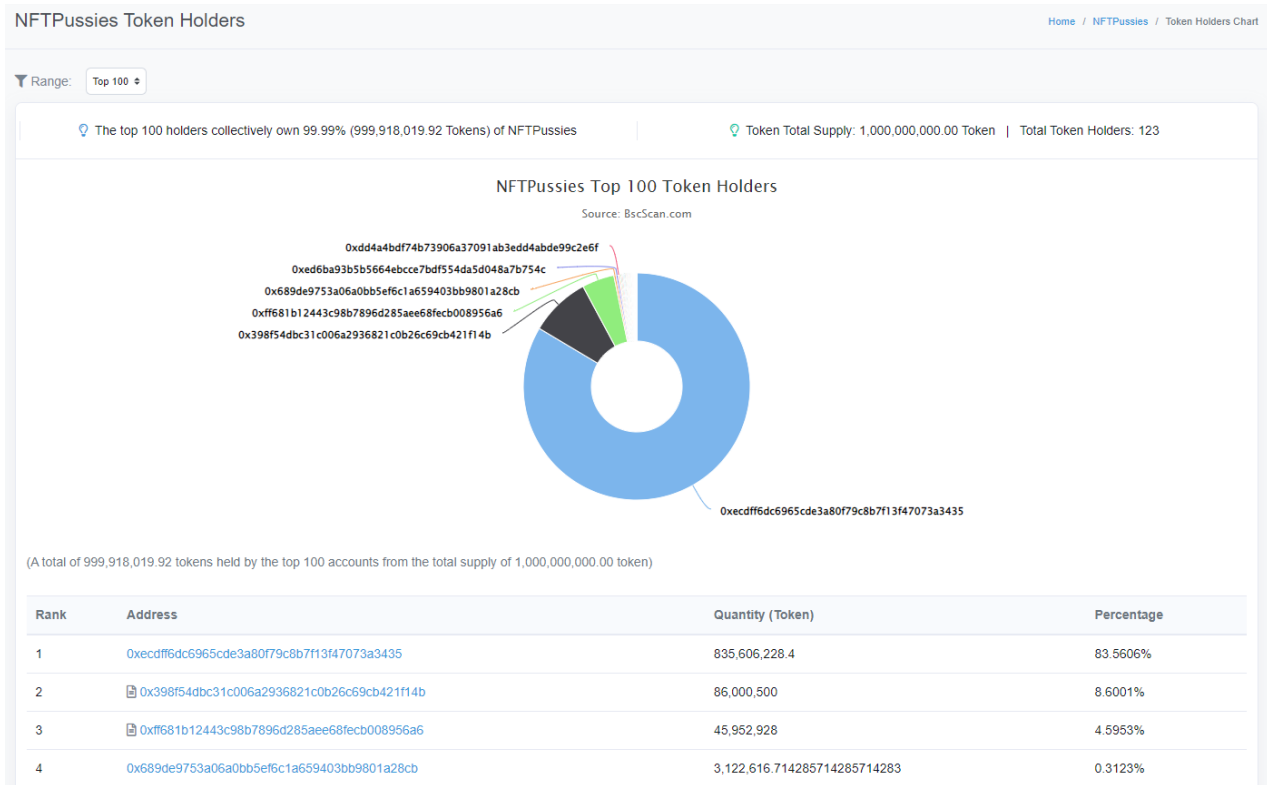 NFTPussies Token Holders
Home / NFTPussies / Token Holders Chart
Range: Top 100
The top 100 holders collectively own 99.99% (999,918,019.92 Tokens) of NFTPussies
Token Total Supply: 1,000,000,000.00 Token | Total Token Holders: 123
NFTPussies Top 100 Token Holders
Source: BscScan.com
0xdd4a4bdf74b73906a37091ab3edd4abde99c2e6f
0xed6ba93b5b5664ebcce7bdf554da5d048a7b754c
0x689de9753a06a0bb5ef6c1a659403bb9801a28cb
0xff681b12443c98b7896d285aee68fecb008956a6
0x398f54dbc31c006a2936821c0b26c69cb421f14b
0xecdff6dc6965cde3a80f79c8b7f13f47073a3435
(A total of 999,918,019.92 tokens held by the top 100 accounts from the total supply of 1,000,000,000.00 token)
Rank Address Quantity (Token) Percentage
1 0xecdff6dc6965cde3a80f79c8b7f13f47073a3435 835,606,228.4 83.5606%
2 0x398f54dbc31c006a2936821c0b26c69cb421f14b 86,000,500 8.6001%
3 0xff681b12443c98b7896d285aee68fecb008956a6 45,952,928 4.5953%
4 0x689de9753a06a0bb5ef6c1a659403bb9801a28cb 3,122,616.714285714285714283 0.3123%